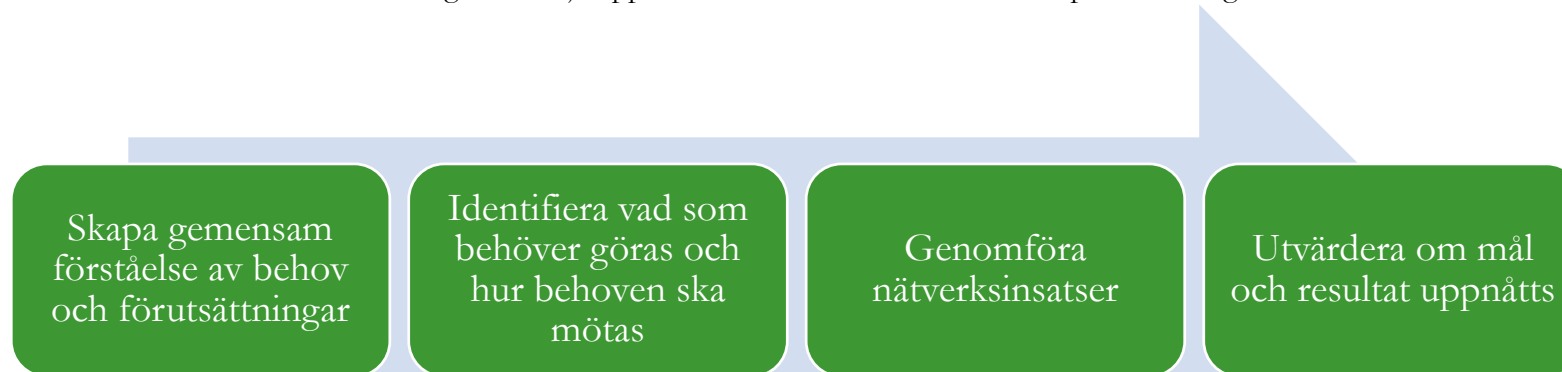 Skapa gemensam
förståelse av behov
och förutsättningar
Identifiera vad som
behöver göras och
hur behoven ska
mötas
Genomföra
nätverksinsatser
Utvärdera om mål
och resultat uppnåtts